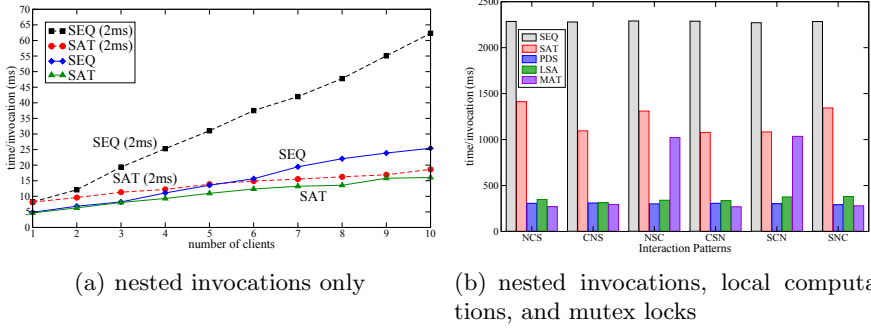 70
65
60
55
50
45
40
35
30
25
20
15
10
5
0
time/invocation (ms)
SEQ (2ms)
SAT (2ms)
SEQ
SAT
SEQ (2ms)
SAT (2ms)
SEQ
SAT
1 2 3 4 5 6 7 8 9 10
number of clients
(a) nested invocations only
2500
2000
1500
1000
500
0
time/invocation (ms)
SEQ
SAT
PDS
LSA
MAT
NCS CNS NSC CSN SCN SNC
Interaction Patterns
(b) nested invocations, local computa
tions, and mutex locks